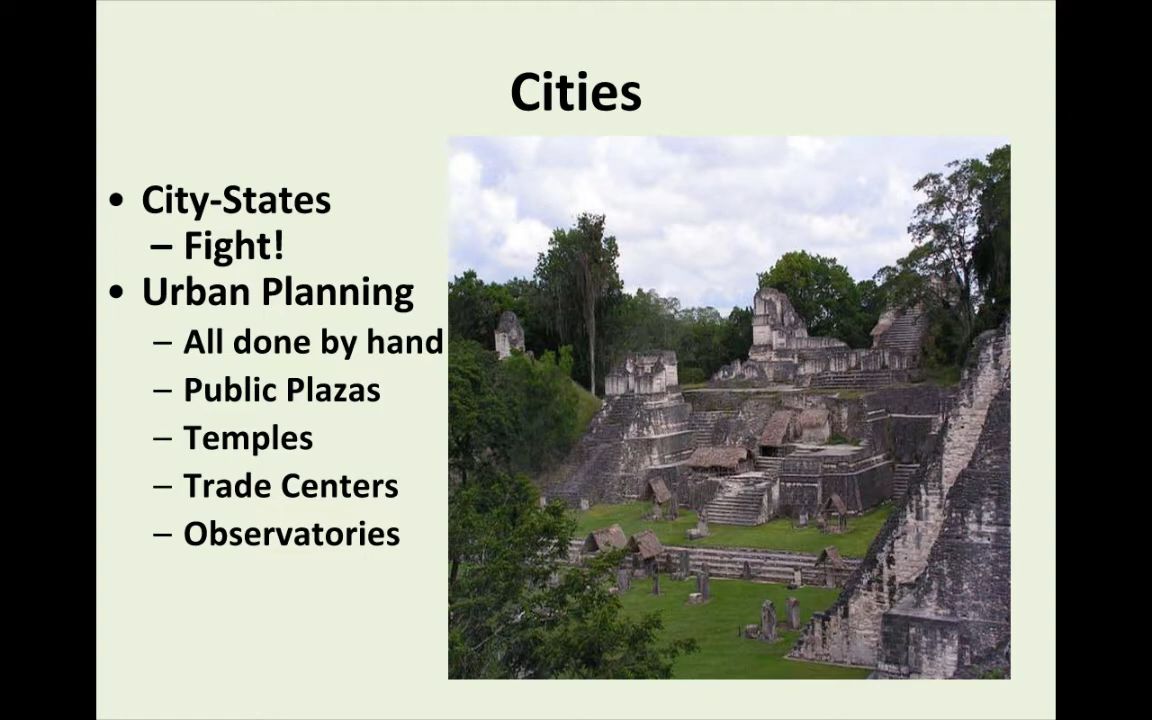 Cities
• City-States
– Fight!
• Urban Planning
– All done by hand
– Public Plazas
– Temples
– Trade Centers
– Observatories